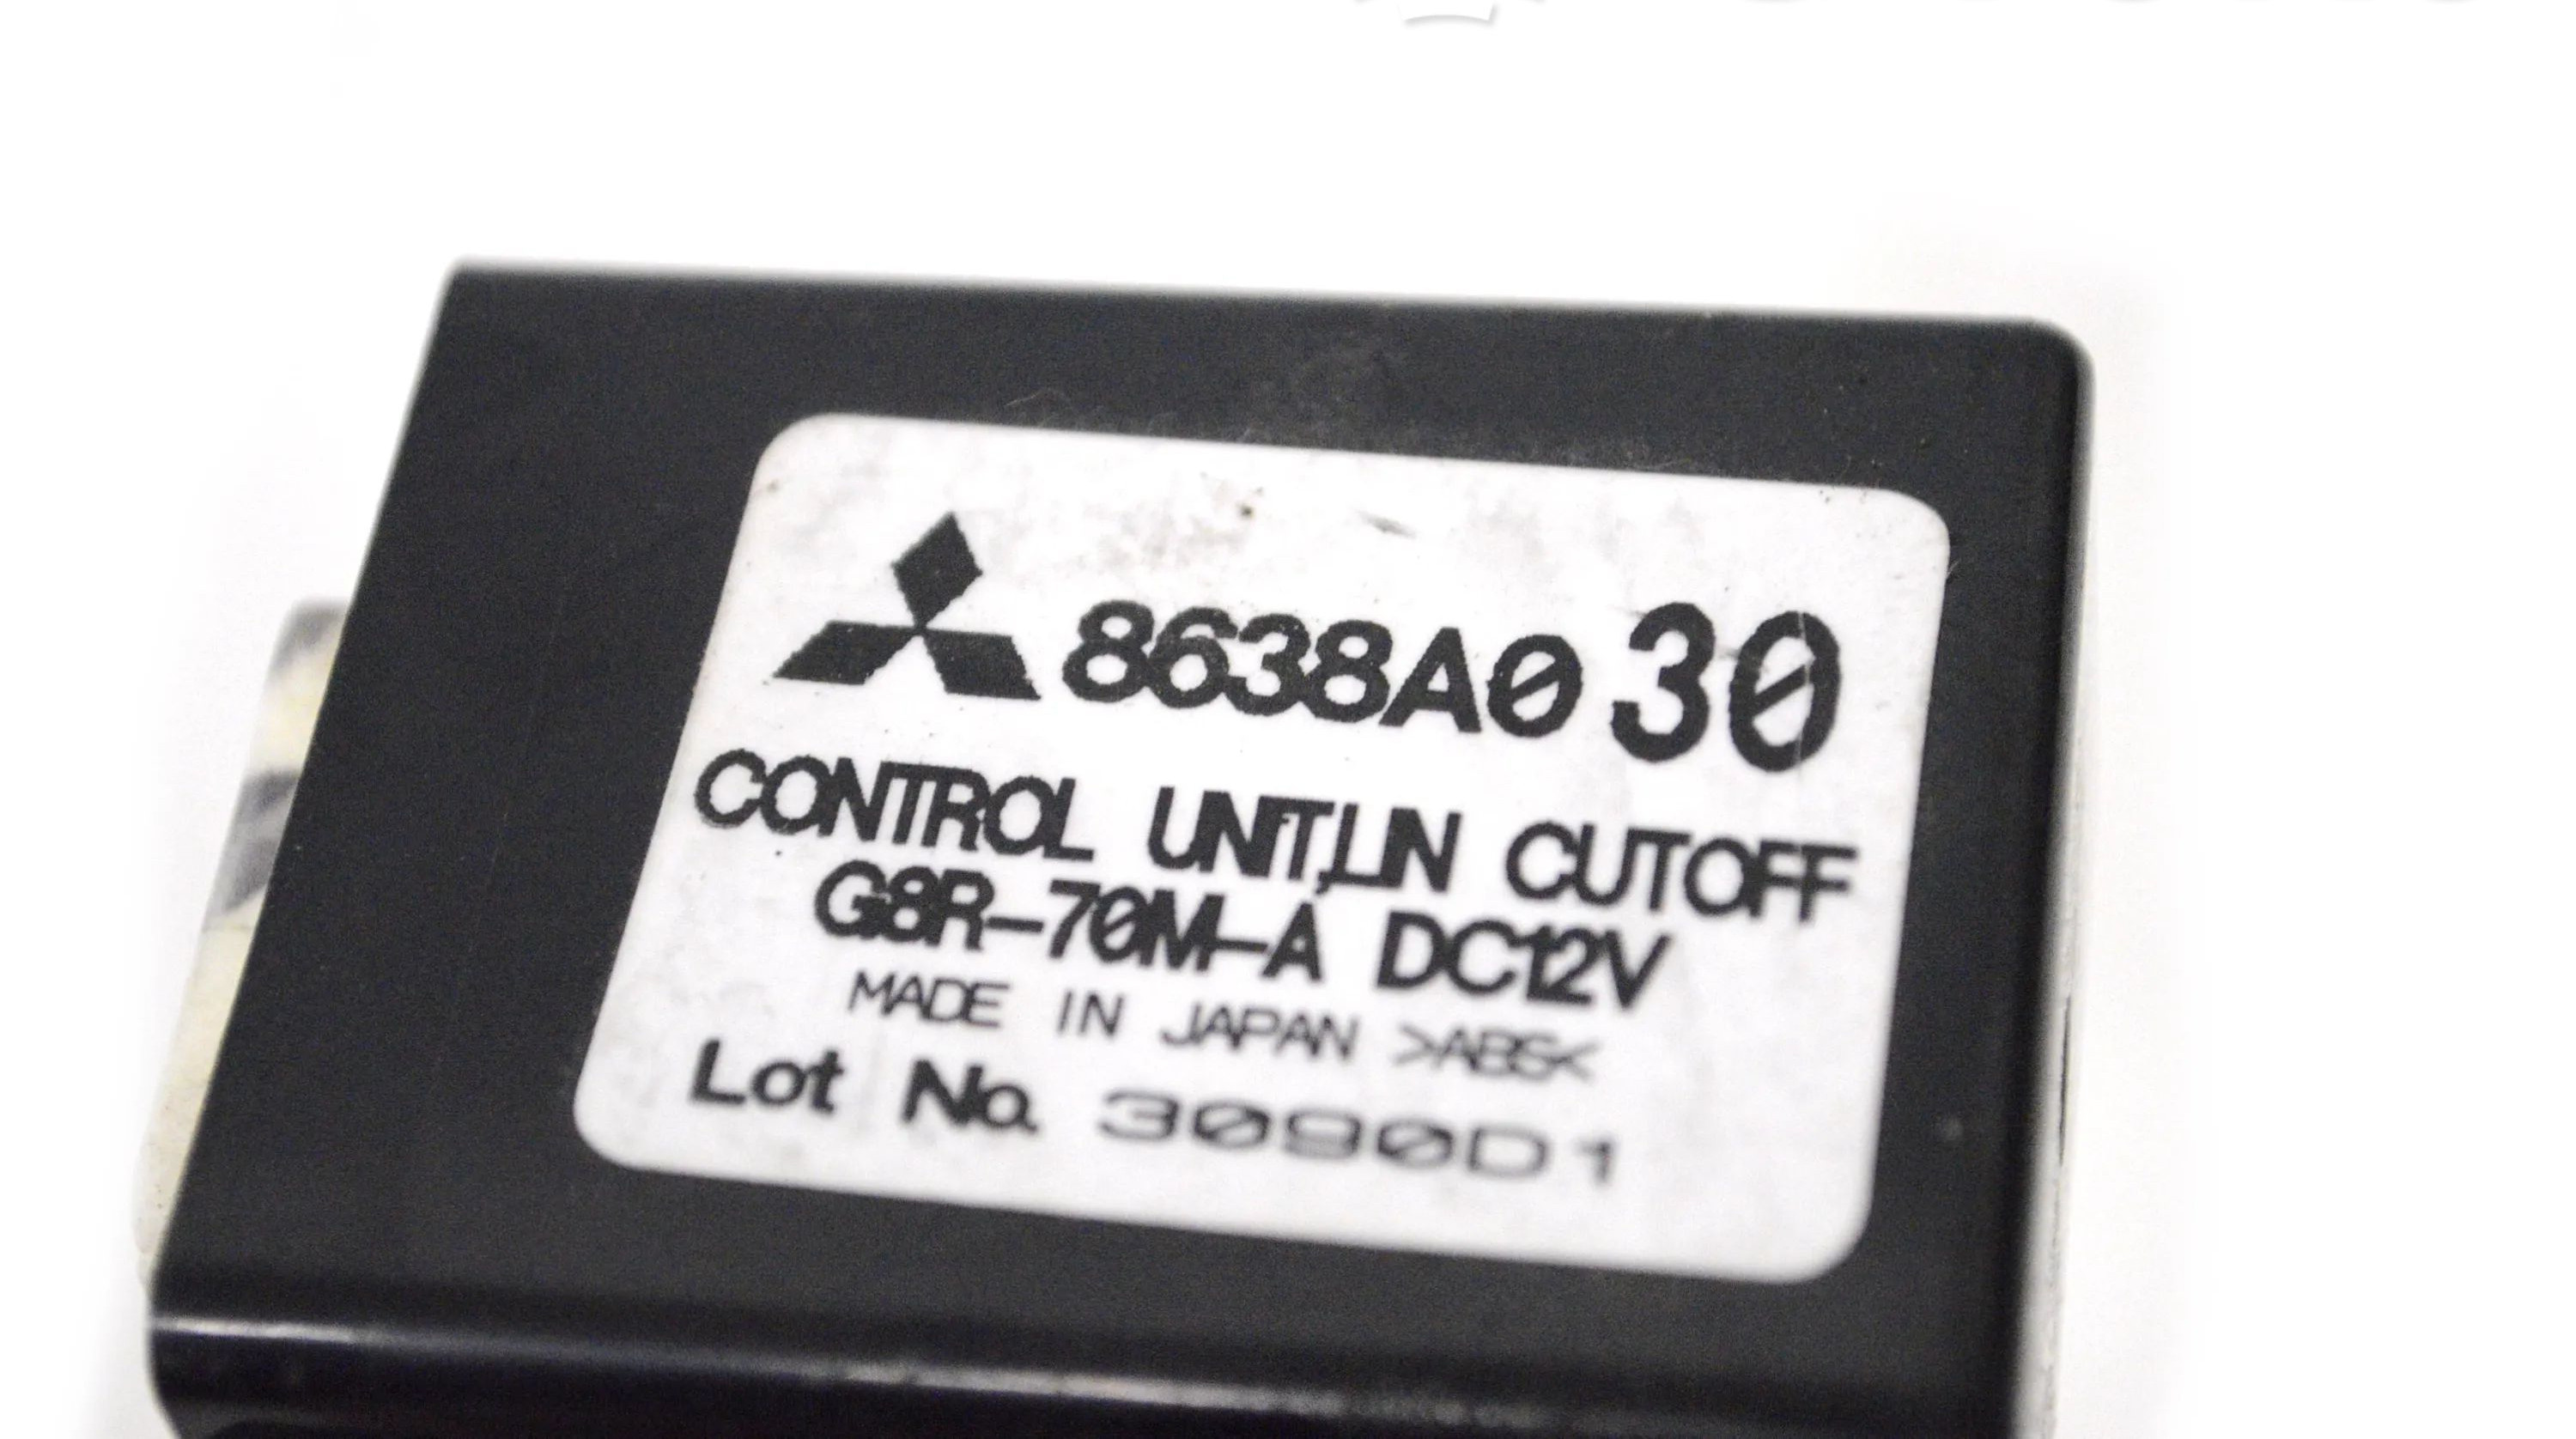 8638A030
CONTROL UNIT,LIN CUTOFF
G8R-70M-A DC12V
MADE IN JAPAN >ABS<
Lot No. 3090D1